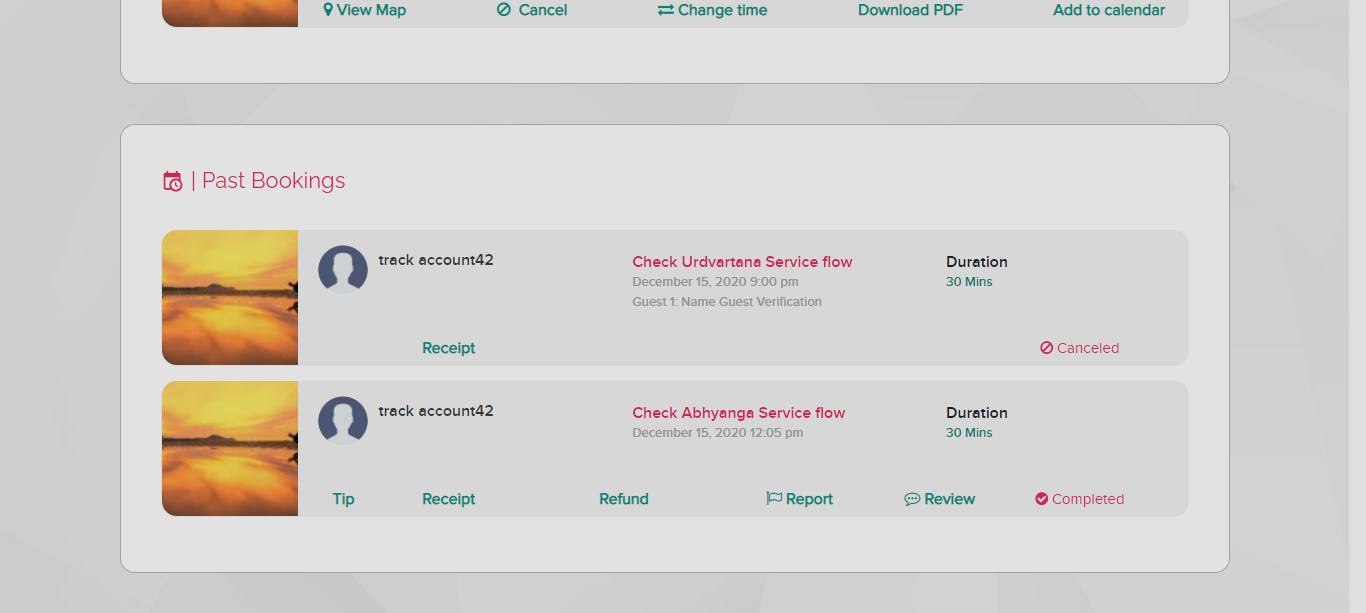 View Map Cancel Change time Download PDF Add to calendar
| Past Bookings
track account42 Check Urdvartana Service flow Duration
December 15, 2020 9:00 pm 30 Mins
Guest 1: Name Guest Verification
Receipt Canceled
track account42 Check Abhyanga Service flow Duration
December 15, 2020 12:05 pm 30 Mins
Tip Receipt Refund Report Review Completed